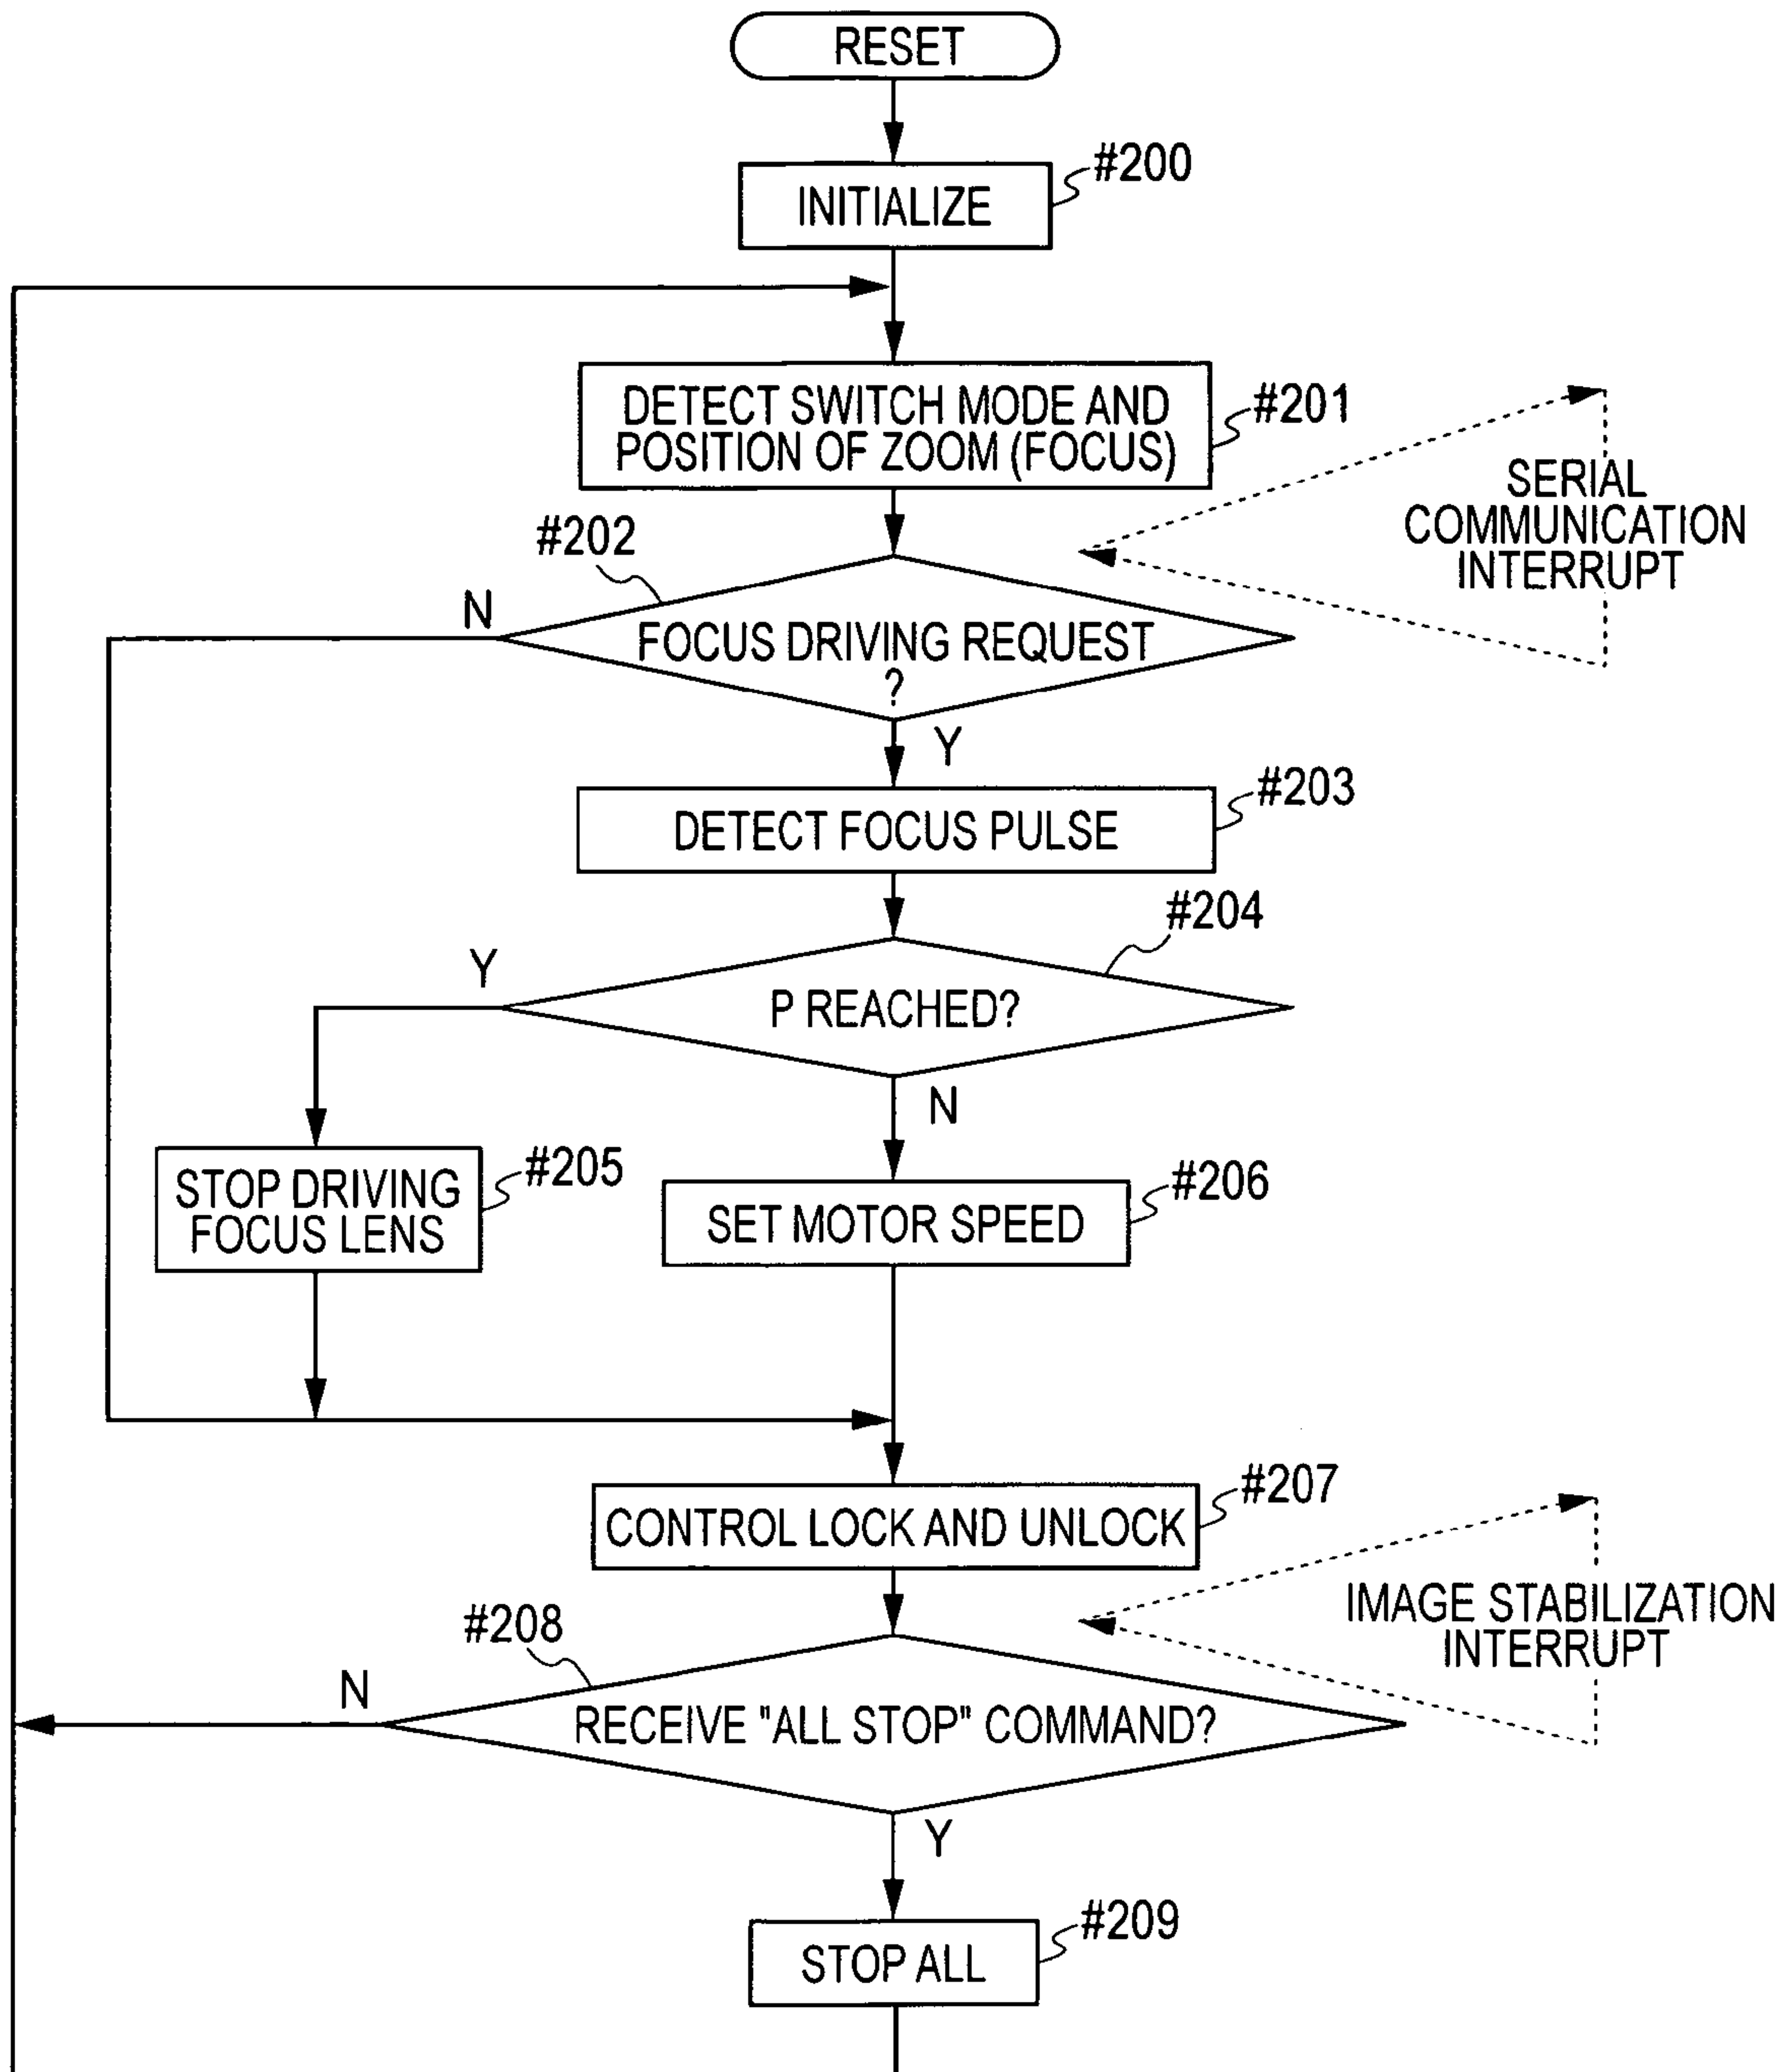 RESET
#200
INITIALIZE
#201
DETECT SWITCH MODE AND
POSITION OF ZOOM (FOCUS)
SERIAL
COMMUNICATION
INTERRUPT
#202
N
FOCUS DRIVING REQUEST
?
Y
#203
DETECT FOCUS PULSE
#204
Y
P REACHED?
N
#205
STOP DRIVING
FOCUS LENS
#206
SET MOTOR SPEED
#207
CONTROL LOCK AND UNLOCK
IMAGE STABILIZATION
INTERRUPT
#208
N
RECEIVE "ALL STOP" COMMAND?
Y
#209
STOP ALL